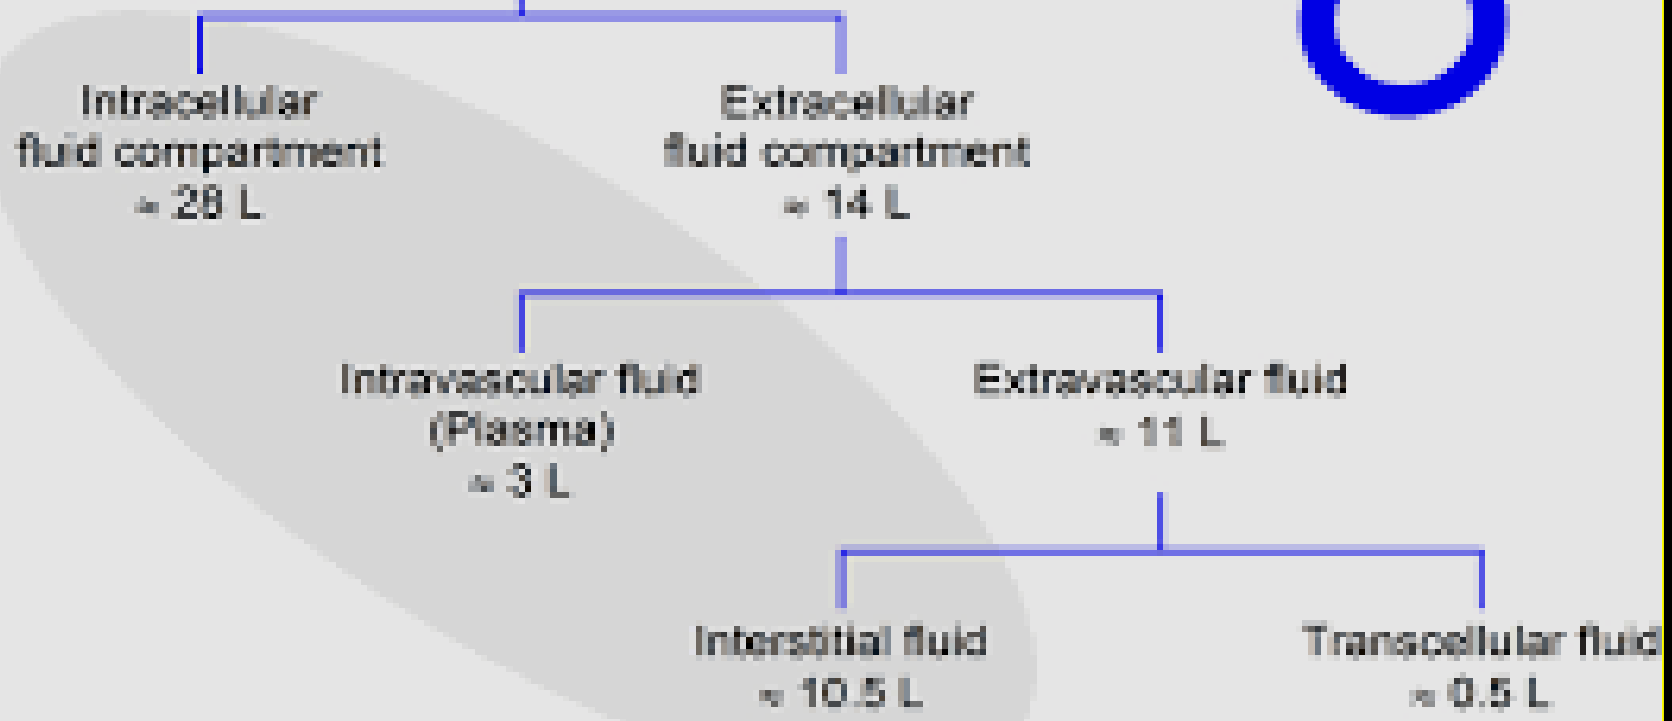 Intracellular
fluid compartment
≈ 28 L
Extracellular
fluid compartment
≈ 14 L
Intravascular fluid
(Plasma)
≈ 3 L
Extravascular fluid
≈ 11 L
Interstitial fluid
≈ 10.5 L
Transcellular fluid
≈ 0.5 L